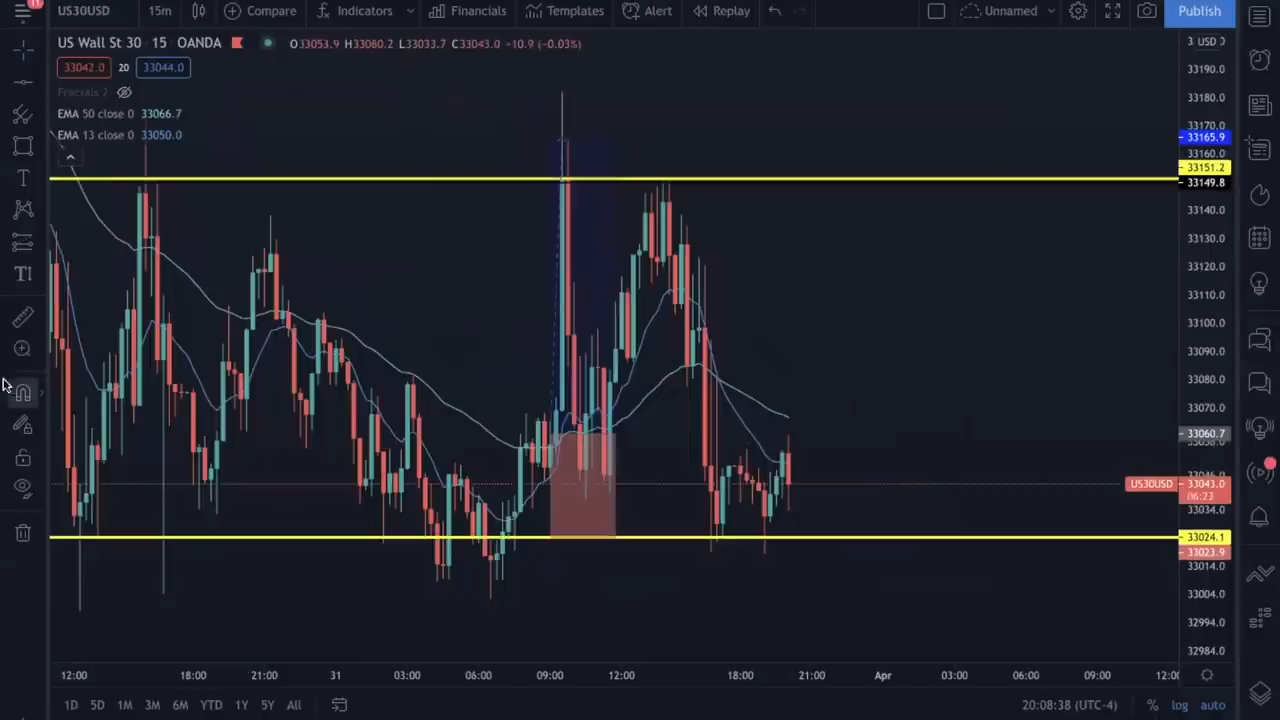 11
US30USD 15m Compare Indicators Financials Templates Alert Replay Unnamed Publish
US Wall St 30 · 15 · OANDA O33053.9 H33060.2 L33033.7 C33043.0 -10.9 (-0.03%)
33042.0 20 33044.0
Fractals 2
EMA 50 close 0 33066.7
EMA 13 close 0 33050.0
USD
33190.0
33180.0
33170.0
33165.9
33160.0
33151.2
33149.8
33140.0
33130.0
33120.0
33110.0
33100.0
33090.0
33080.0
33070.0
33060.7
US30USD 33043.0
06:22
33034.0
33024.1
33023.9
33014.0
33004.0
32994.0
32984.0
12:00 18:00 21:00 31 03:00 06:00 09:00 12:00 18:00 21:00 Apr 03:00 06:00 09:00 12:0
1D 5D 1M 3M 6M YTD 1Y 5Y All 20:08:38 (UTC-4) % log auto